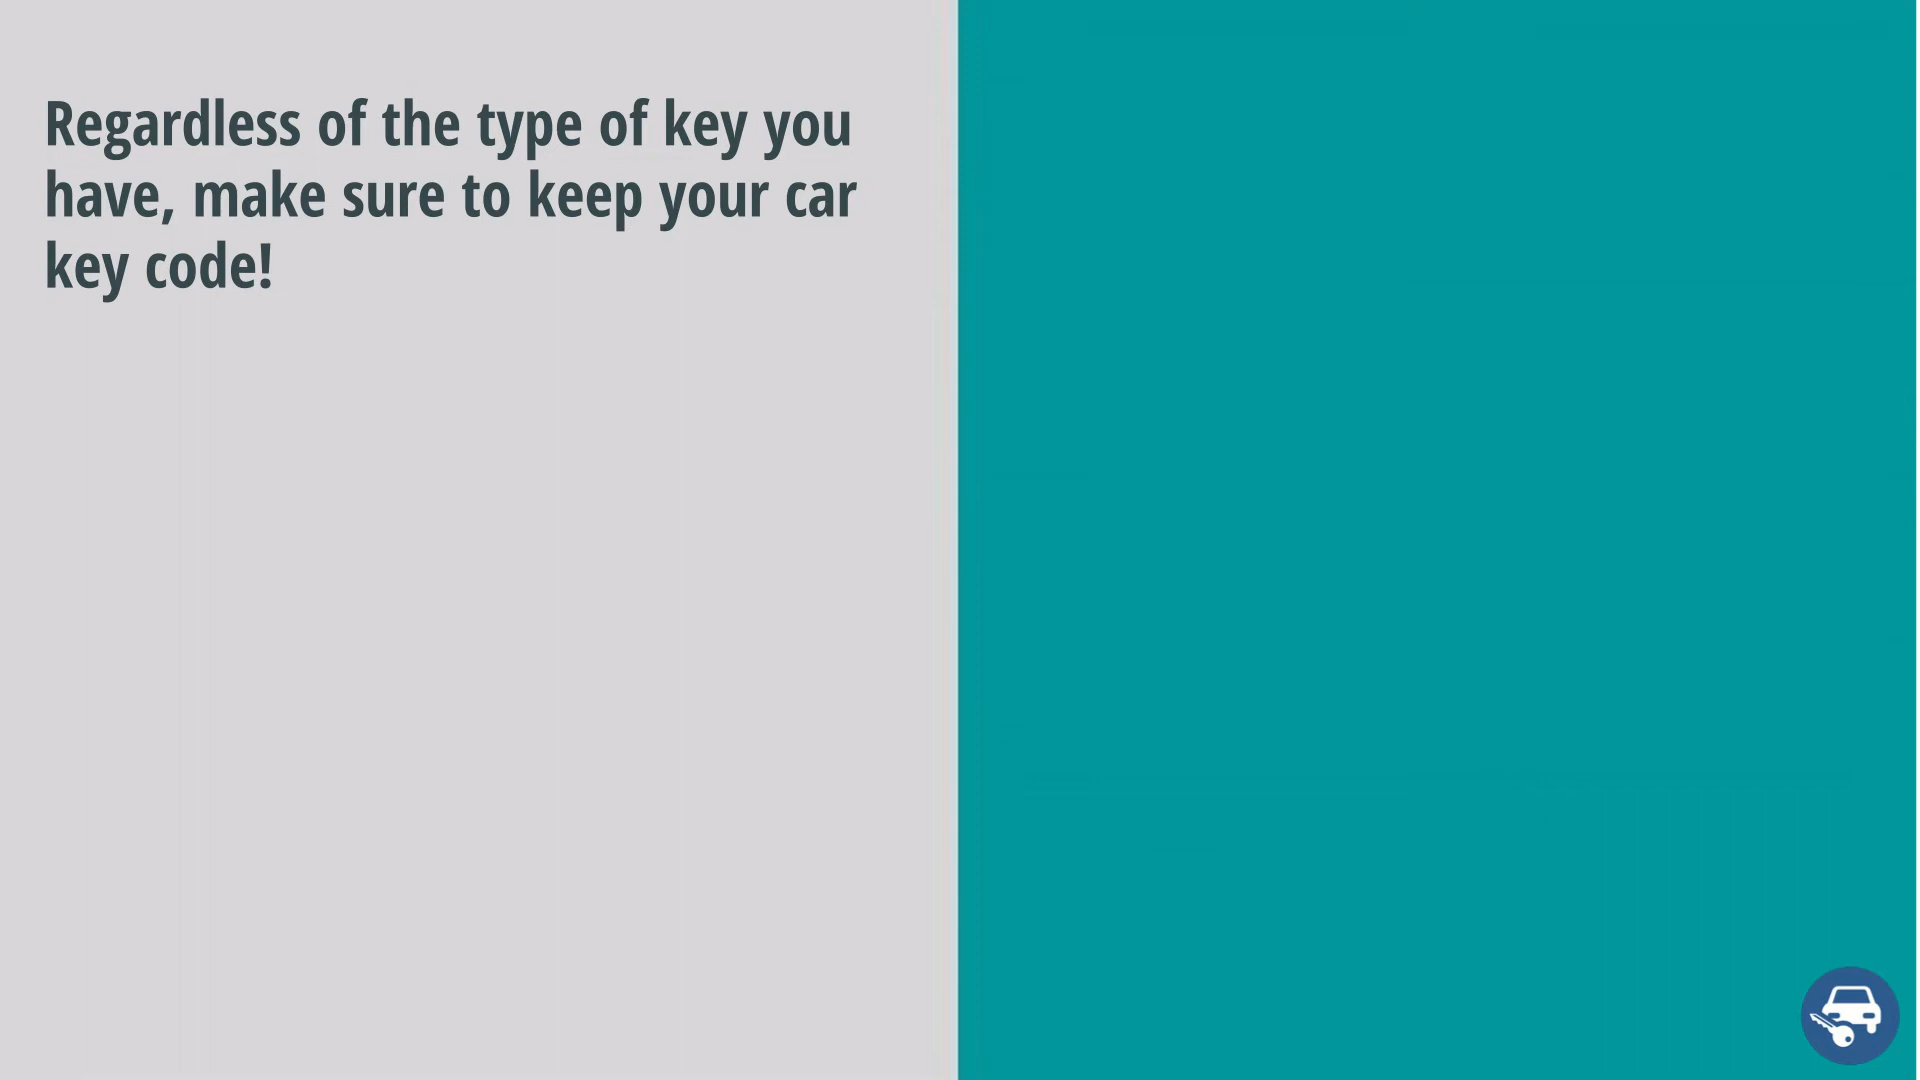 Regardless of the type of key you
have, make sure to keep your car
key code!